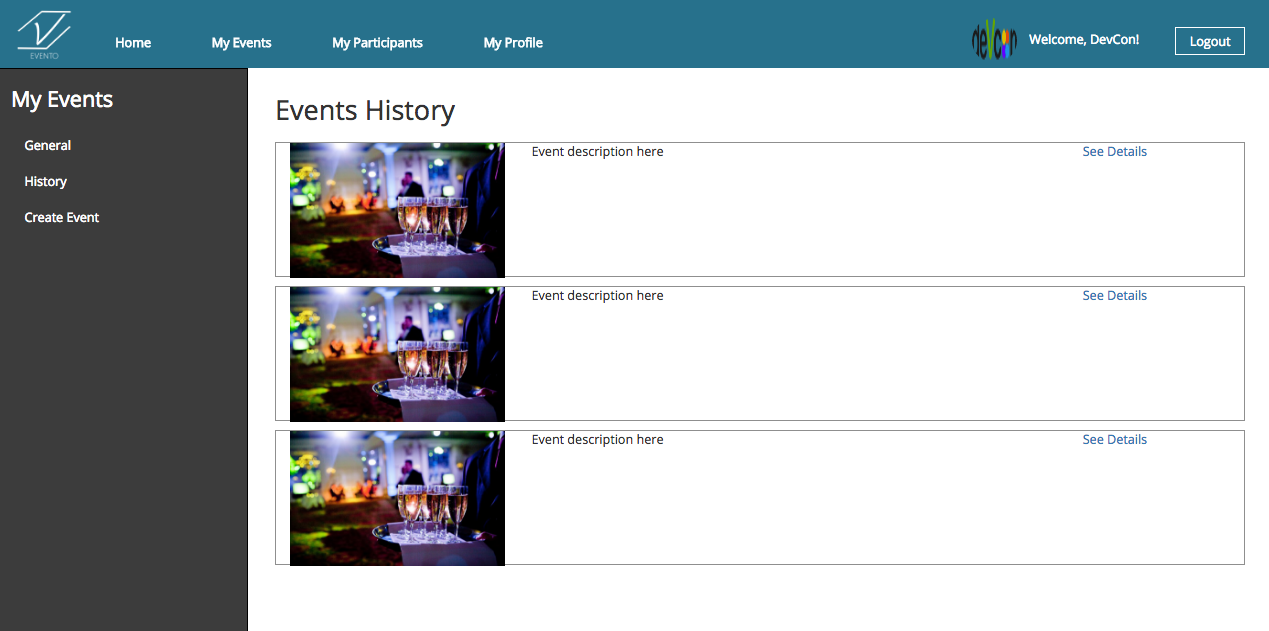 EVENTO
Home
My Events
My Participants
My Profile
devcon
Welcome, DevCon!
Logout
My Events
General
History
Create Event
Events History
Event description here
See Details
Event description here
See Details
Event description here
See Details